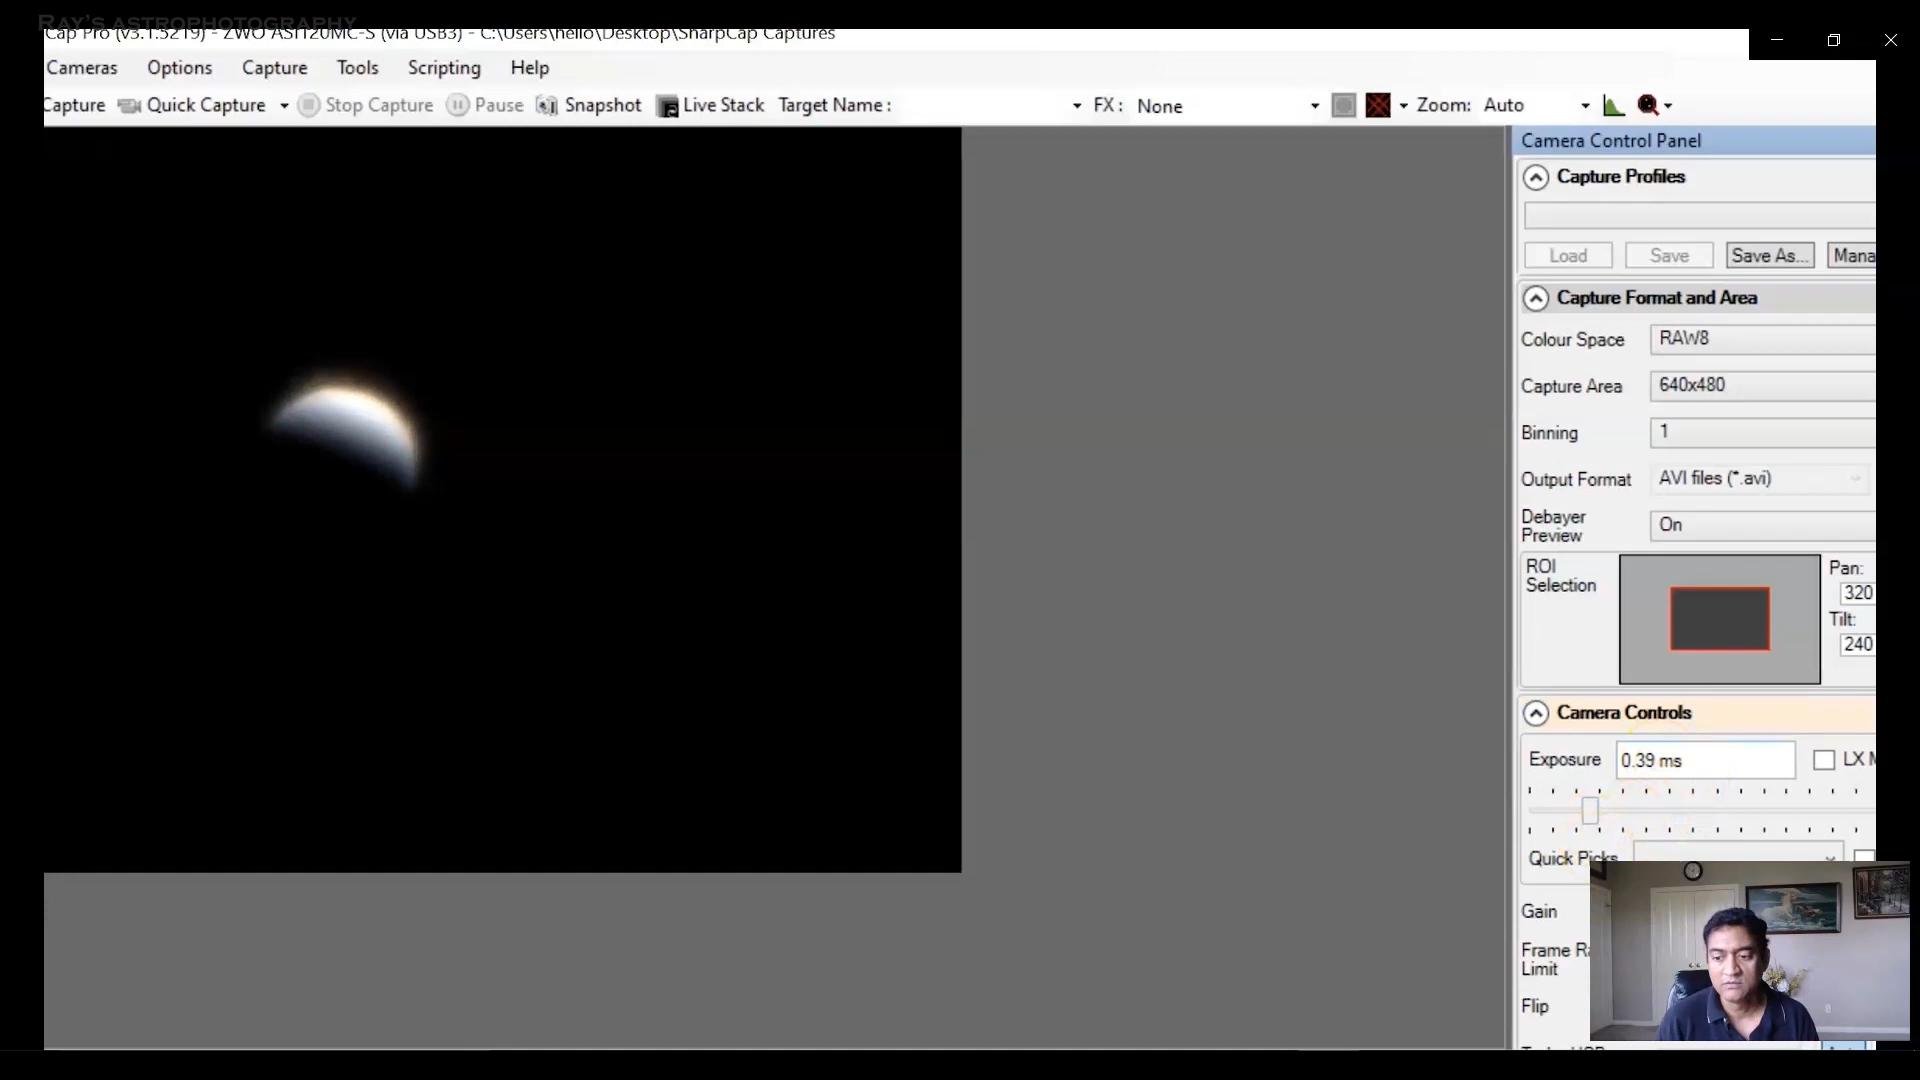 RAY'S ASTROPHOTOGRAPHY
Cap Pro (v3.1.5219) - ZWO ASI120MC-S (via USB3) - C:\Users\hello\Desktop\SharpCap Captures
Cameras Options Capture Tools Scripting Help
Capture Quick Capture Stop Capture Pause Snapshot Live Stack Target Name : FX : None Zoom: Auto
Camera Control Panel
Capture Profiles
Load Save Save As... Mana
Capture Format and Area
Colour Space RAW8
Capture Area 640x480
Binning 1
Output Format AVI files (*.avi)
Debayer Preview On
ROI Selection
Pan:
320
Tilt:
240
Camera Controls
Exposure 0.39 ms LX M
Quick Picks
Gain
Frame Ra
Limit
Flip